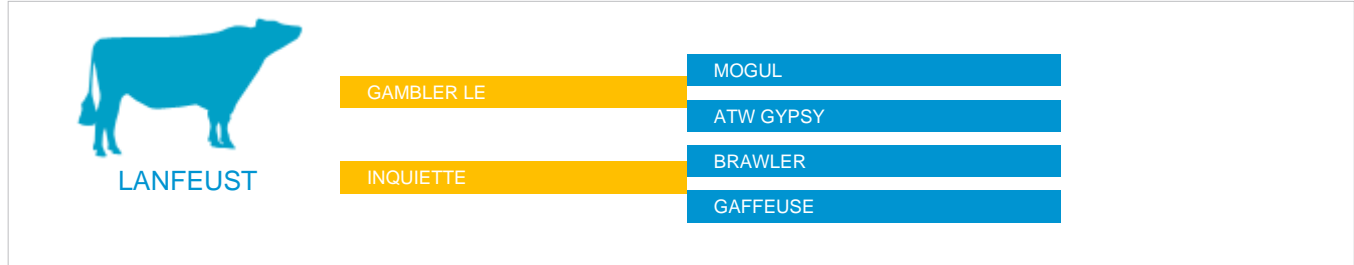 LANFEUST
GAMBLER LE
INQUIETTE
MOGUL
ATW GYPSY
BRAWLER
GAFFEUSE